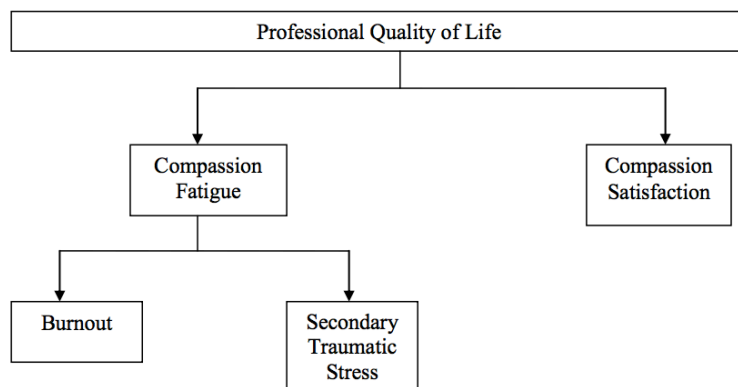 Professional Quality of Life
Compassion
Fatigue
Compassion
Satisfaction
Burnout
Secondary
Traumatic
Stress